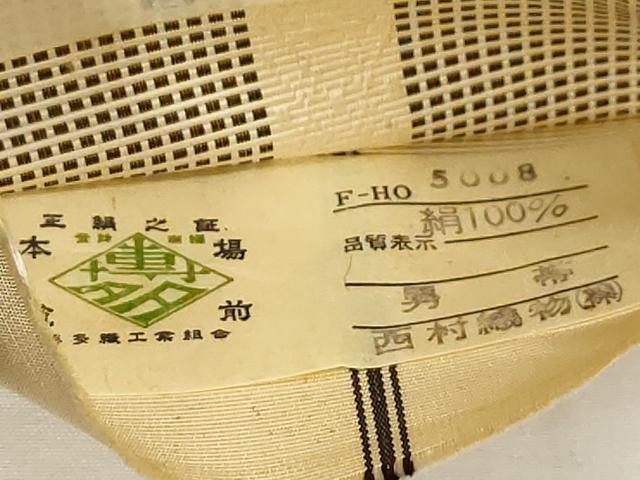 正絹之証
本場
登録 商標
博多
前
多織工業組合
F-HO 5008
絹100%
品質表示
男帯
西村織物(株)